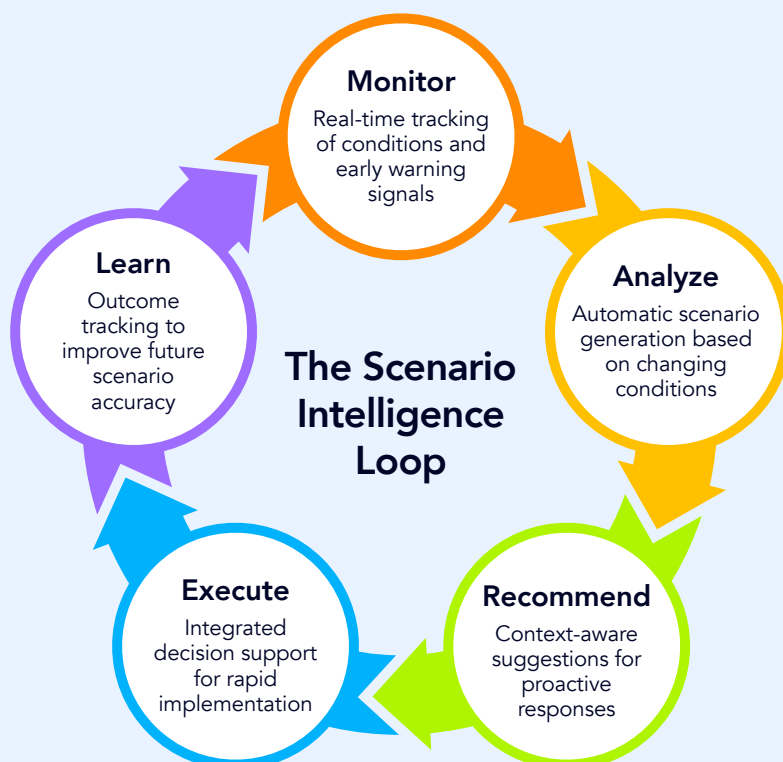 Monitor
Real-time tracking
of conditions and
early warning
signals
Analyze
Automatic scenario
generation based
on changing
conditions
Recommend
Context-aware
suggestions for
proactive
responses
Execute
Integrated
decision support
for rapid
implementation
Learn
Outcome
tracking to
improve future
scenario
accuracy
The Scenario
Intelligence
Loop